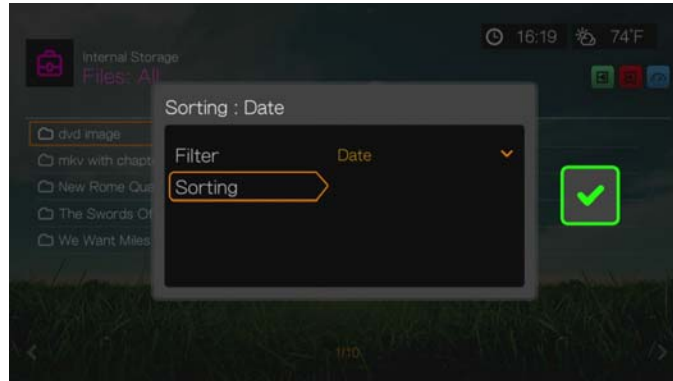 16:19 74°F
Internal Storage
Files: All
Sorting : Date
dvd image
Filter Date
mkv with chapt
Sorting
New Rome Que
The Swords Of
We Want Miles
1/10